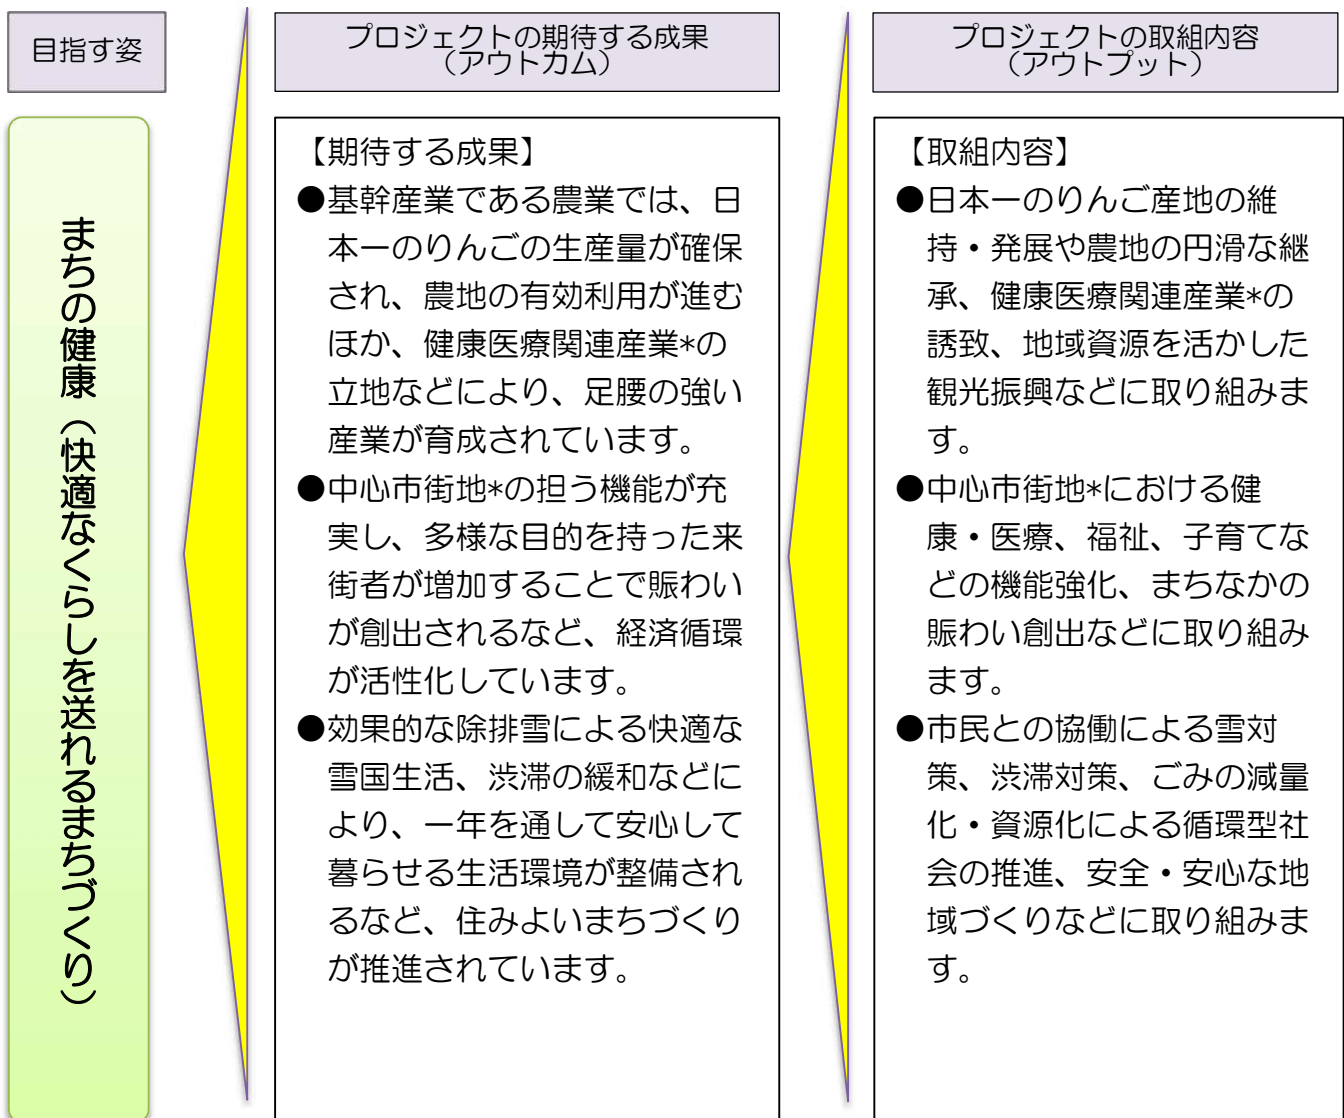 目指す姿
まちの健康（快適なくらしを送れるまちづくり）
プロジェクトの期待する成果
（アウトカム）
【期待する成果】
●基幹産業である農業では、日
本一のりんごの生産量が確保
され、農地の有効利用が進む
ほか、健康医療関連産業*の
立地などにより、足腰の強い
産業が育成されています。
●中心市街地*の担う機能が充
実し、多様な目的を持った来
街者が増加することで賑わい
が創出されるなど、経済循環
が活性化しています。
●効果的な除排雪による快適な
雪国生活、渋滞の緩和などに
より、一年を通して安心して
暮らせる生活環境が整備され
るなど、住みよいまちづくり
が推進されています。
プロジェクトの取組内容
（アウトプット）
【取組内容】
●日本一のりんご産地の維
持・発展や農地の円滑な継
承、健康医療関連産業*の
誘致、地域資源を活かした
観光振興などに取り組みま
す。
●中心市街地*における健
康・医療、福祉、子育てな
どの機能強化、まちなかの
賑わい創出などに取り組み
ます。
●市民との協働による雪対
策、渋滞対策、ごみの減量
化・資源化による循環型社
会の推進、安全・安心な地
域づくりなどに取り組みま
す。